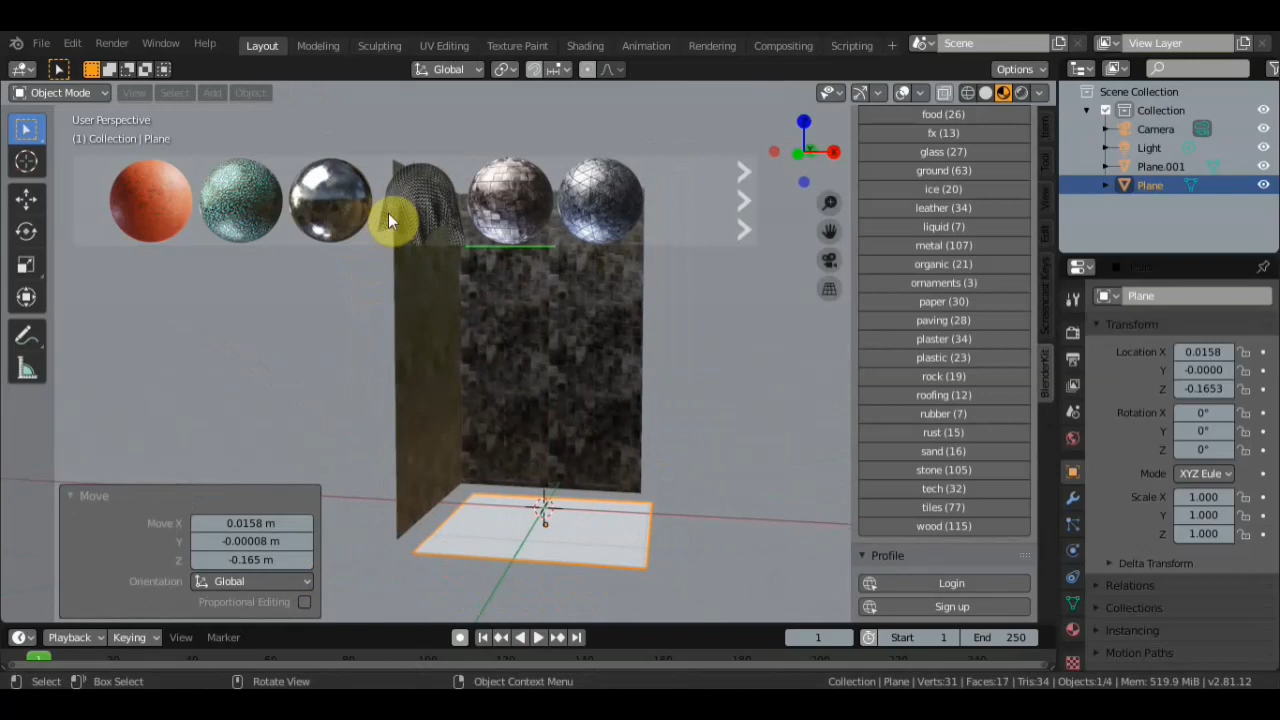 File Edit Render Window Help
Layout Modeling Sculpting UV Editing Texture Paint Shading Animation Rendering Compositing Scripting
Scene View Layer
Global Options
Object Mode View Select Add Object
User Perspective
(1) Collection | Plane
Scene Collection
Collection
Camera
Light
Plane.001
Plane
food (26)
fx (13)
glass (27)
ground (63)
ice (20)
leather (34)
liquid (7)
metal (107)
organic (21)
ornaments (3)
paper (30)
paving (28)
plaster (34)
plastic (23)
rock (19)
roofing (12)
rubber (7)
rust (15)
sand (16)
stone (105)
tech (32)
tiles (77)
wood (115)
Profile
Login
Sign up
Item
Tool
View
Edit
Screencast Keys
BlenderKit
Plane
Transform
Location X 0.0158
Y -0.0000
Z -0.1653
Rotation X 0°
Y 0°
Z 0°
Mode XYZ Eule
Scale X 1.000
Y 1.000
Z 1.000
Delta Transform
Relations
Collections
Instancing
Motion Paths
Move
Move X 0.0158 m
Y -0.00008 m
Z -0.165 m
Orientation Global
Proportional Editing
Playback Keying View Marker 1 Start 1 End 250
1
Select Box Select Rotate View Object Context Menu Collection | Plane | Verts:31 | Faces:17 | Tris:34 | Objects:1/4 | Mem: 519.9 MiB | v2.81.12